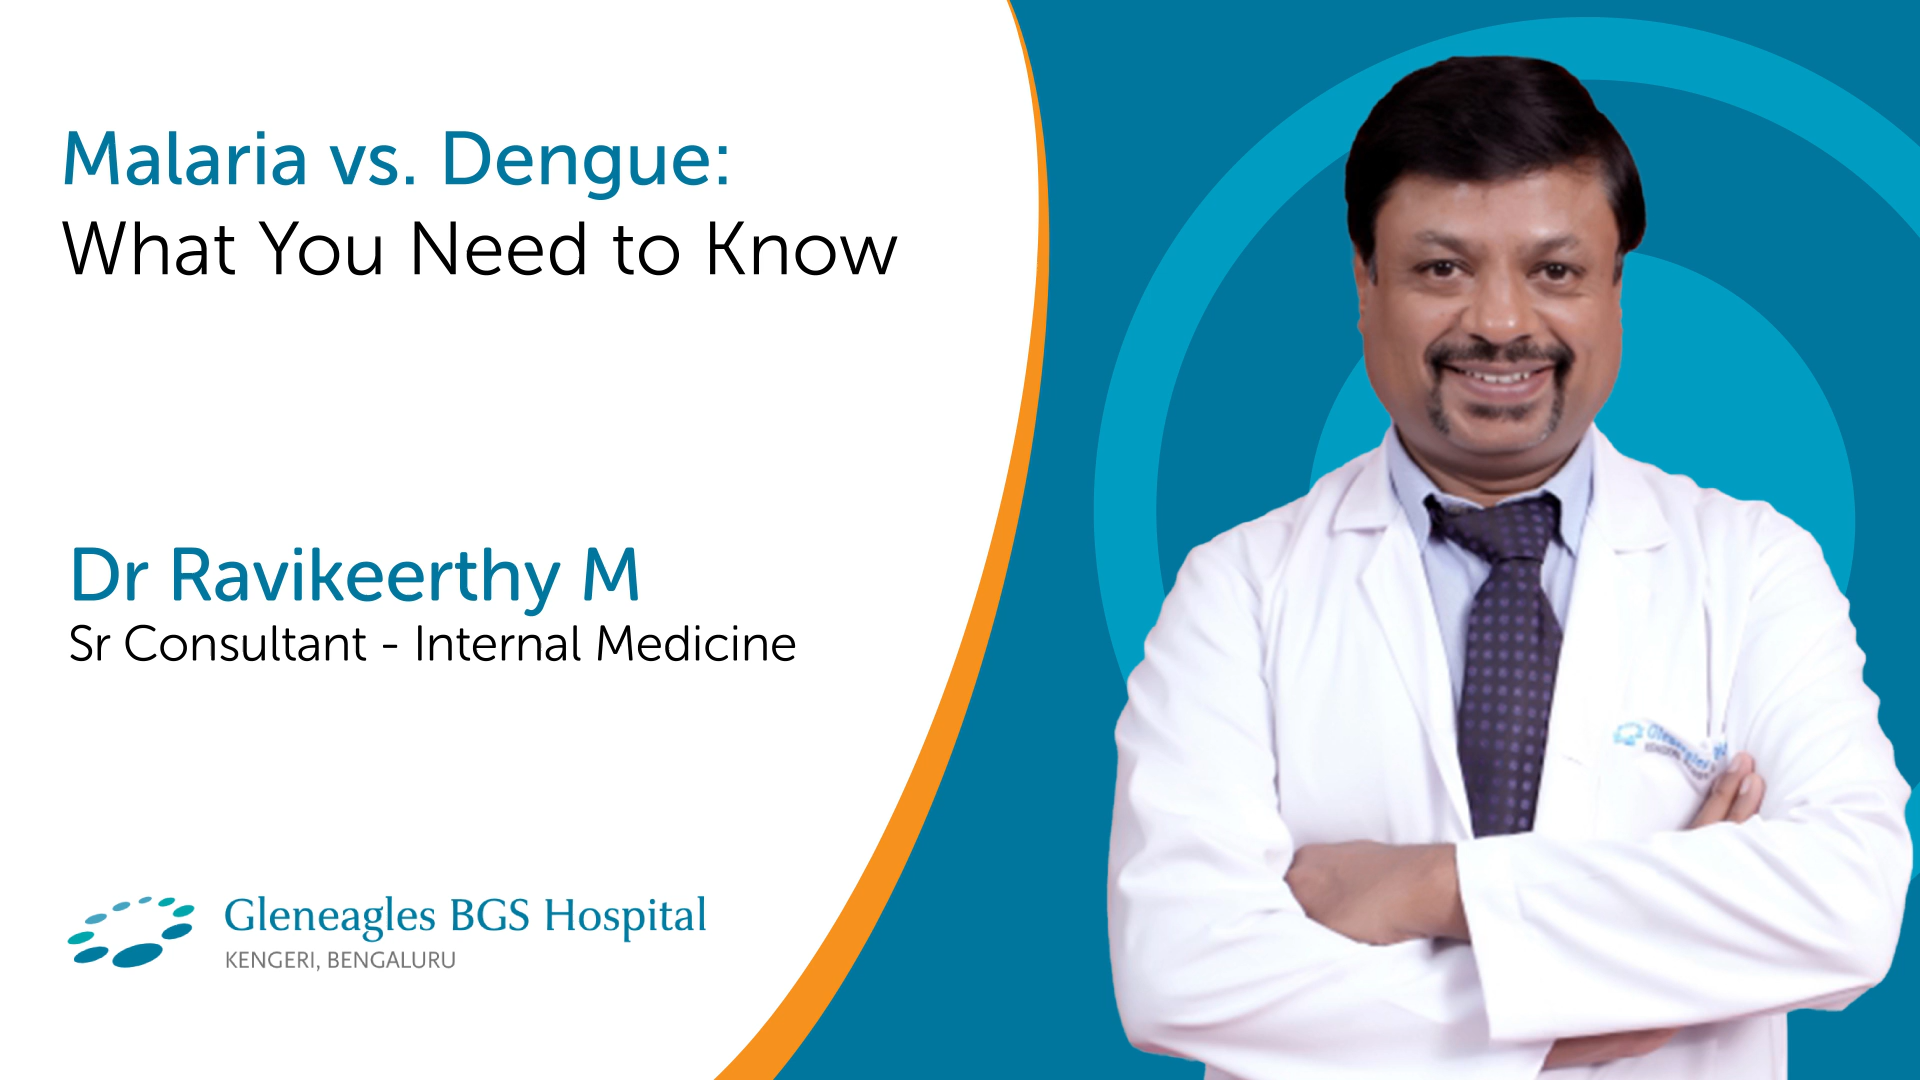 Malaria vs. Dengue:
What You Need to Know
Dr Ravikeerthy M
Sr Consultant - Internal Medicine
Gleneagles BGS Hospital
KENGERI, BENGALURU